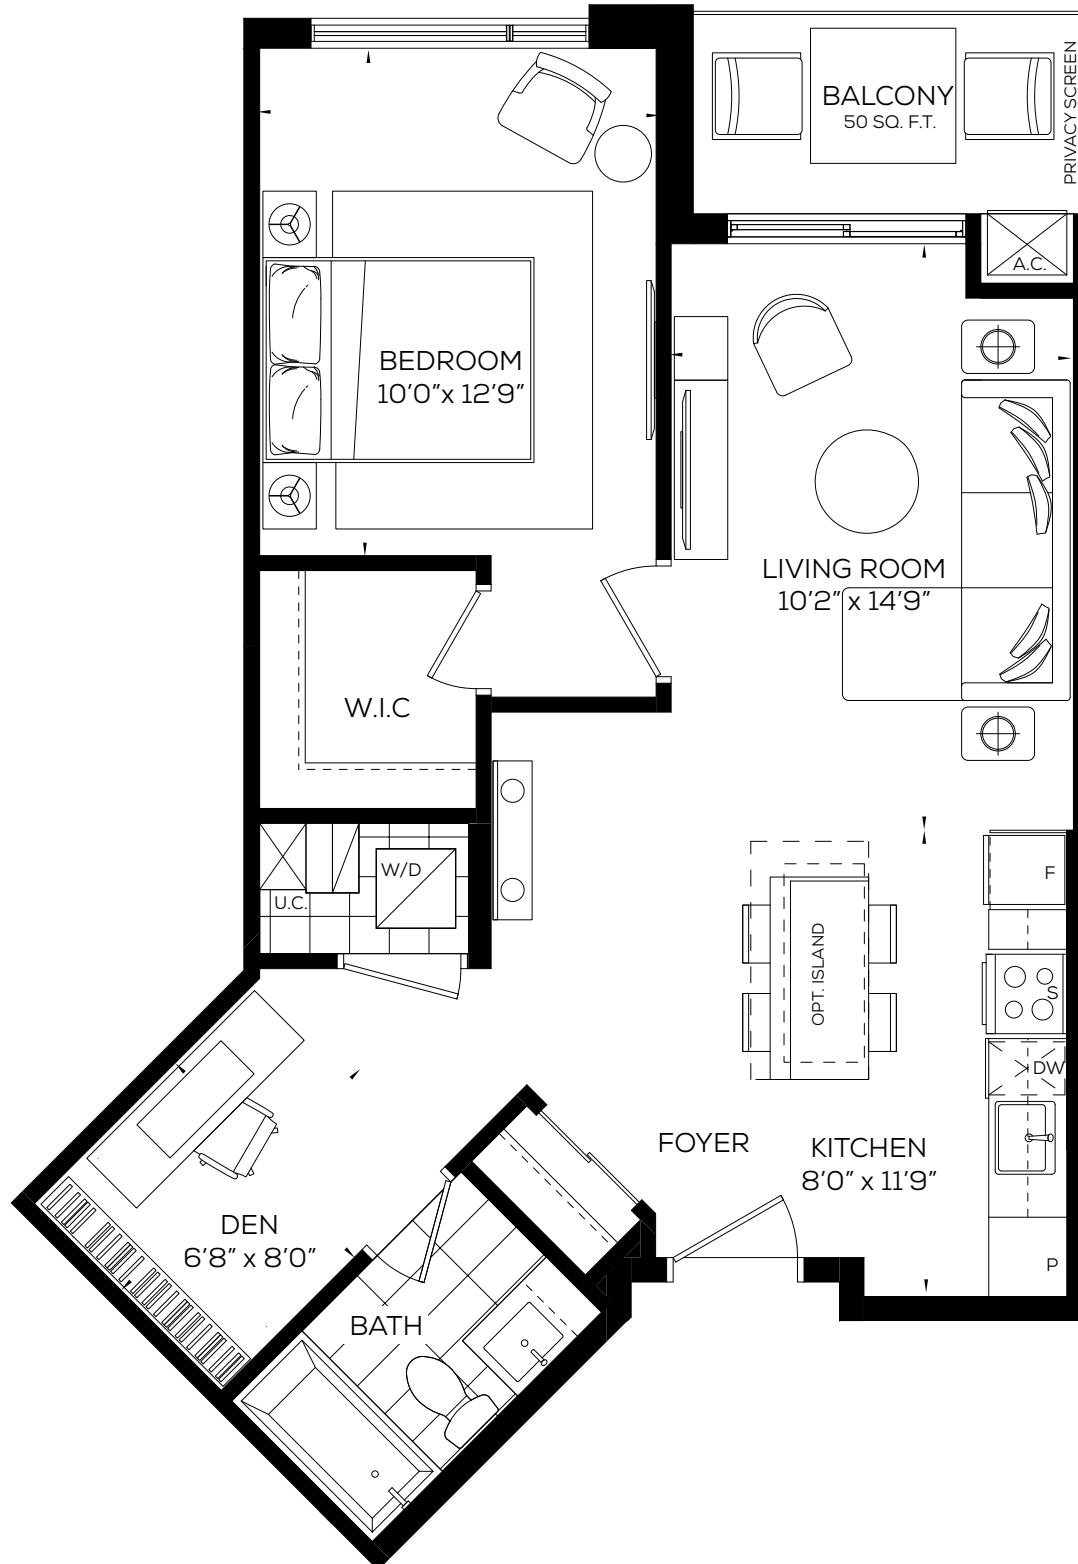 BALCONY
50 SQ. F.T.
PRIVACY SCREEN
A.C.
BEDROOM
10'0" x 12'9"
LIVING ROOM
10'2" x 14'9"
W.I.C
W/D
U.C.
F
OPT. ISLAND
S
DW
FOYER
KITCHEN
8'0" x 11'9"
DEN
6'8" x 8'0"
P
BATH